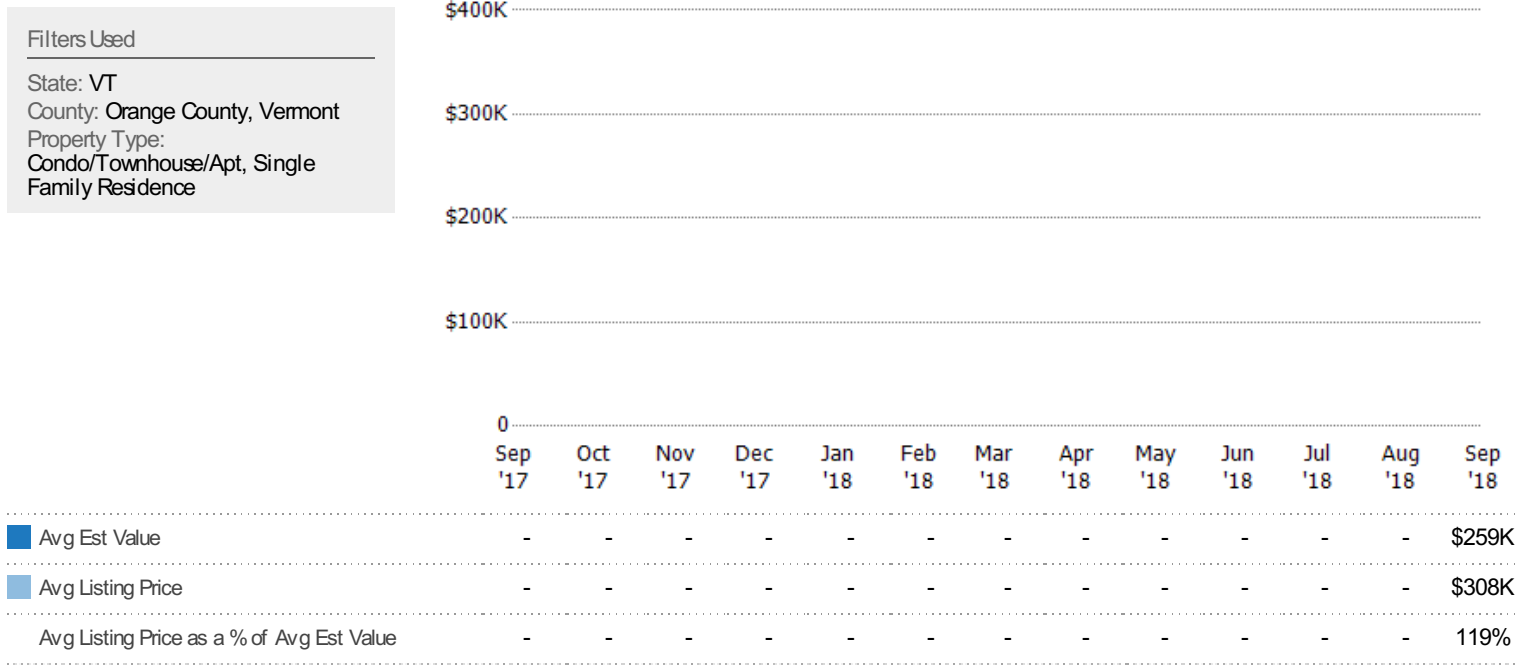 Filters Used
State: VT
County: Orange County, Vermont
Property Type:
Condo/Townhouse/Apt, Single
Family Residence
$400K
$300K
$200K
$100K
0
Sep Oct Nov Dec Jan Feb Mar Apr May Jun Jul Aug Sep
'17 '17 '17 '17 '18 '18 '18 '18 '18 '18 '18 '18 '18
Avg Est Value - - - - - - - - - - - - $259K
Avg Listing Price - - - - - - - - - - - - $308K
Avg Listing Price as a % of Avg Est Value - - - - - - - - - - - - 119%